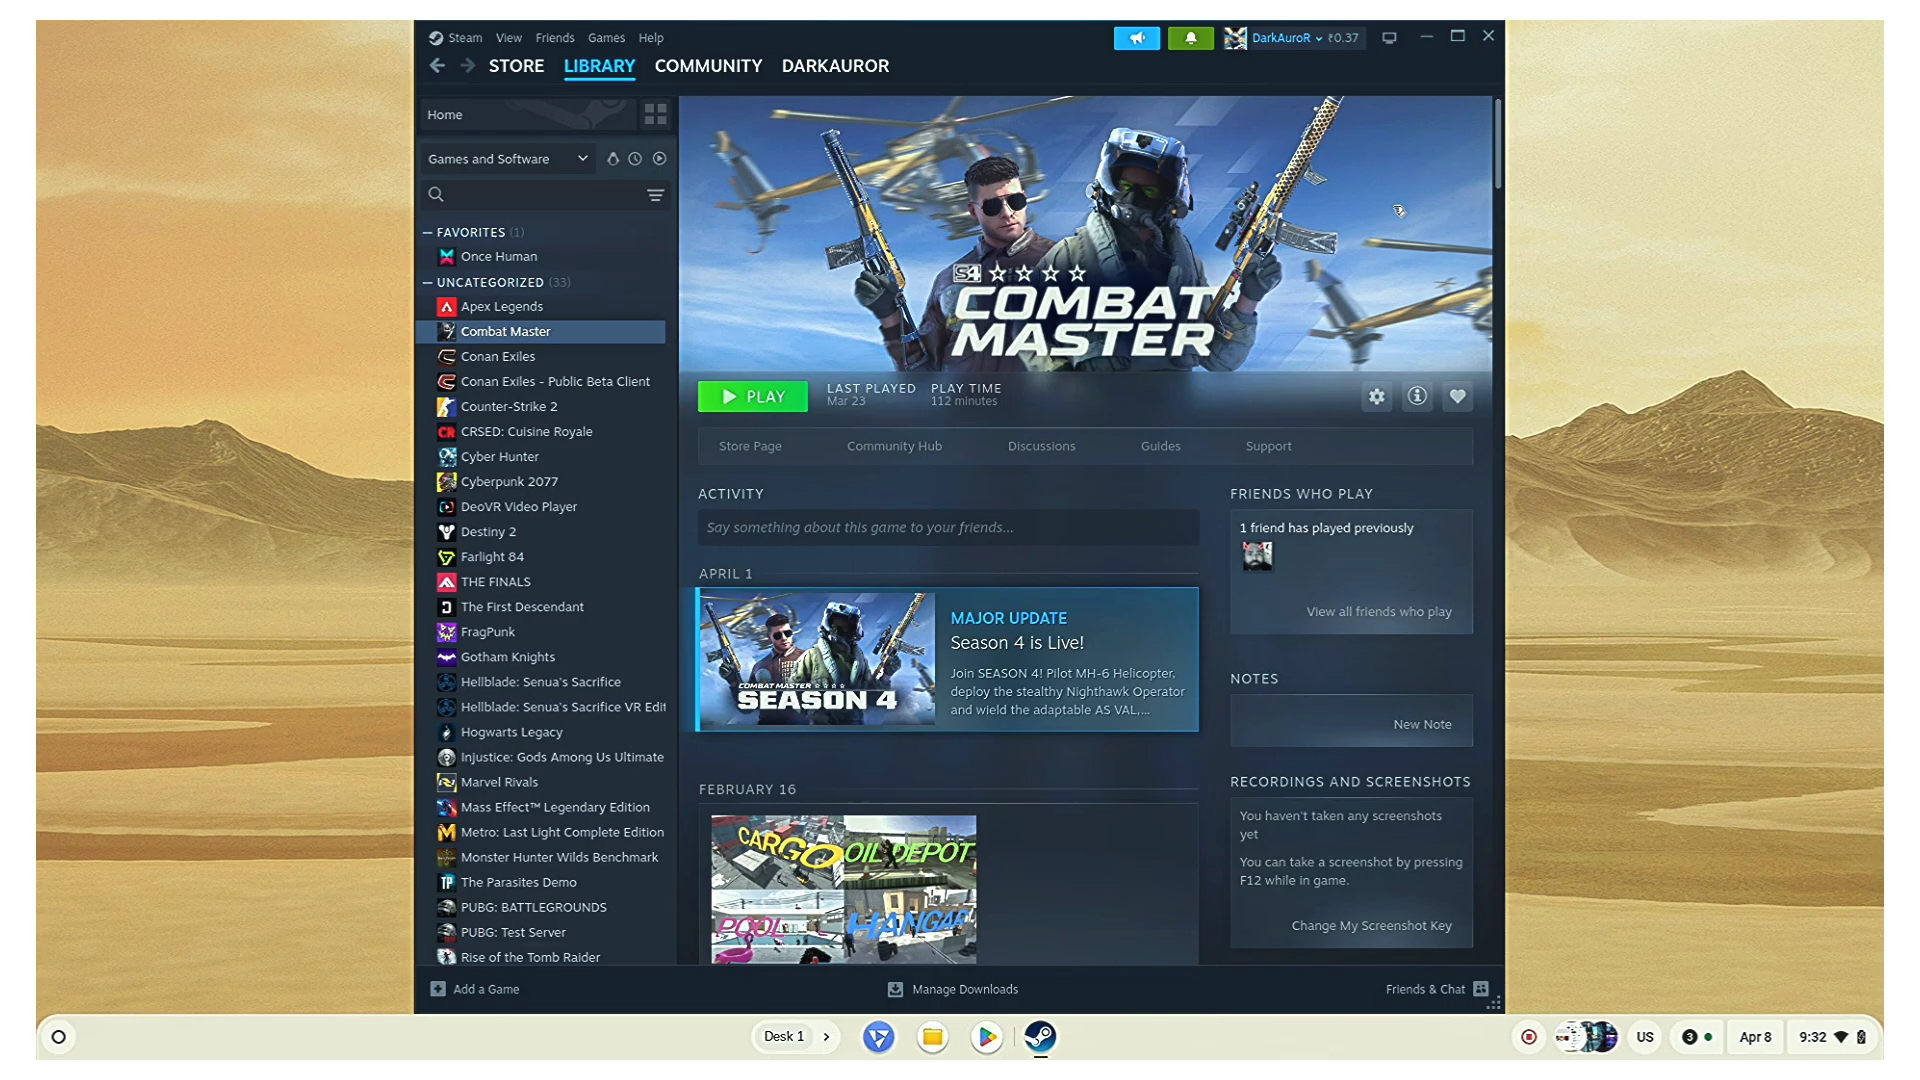 Steam View Friends Games Help
DarkAuroR ₹0.37
STORE LIBRARY COMMUNITY DARKAUROR
Home
Games and Software
FAVORITES (1)
Once Human
UNCATEGORIZED (33)
Apex Legends
Combat Master
Conan Exiles
Conan Exiles - Public Beta Client
Counter-Strike 2
CRSED: Cuisine Royale
Cyber Hunter
Cyberpunk 2077
DeoVR Video Player
Destiny 2
Farlight 84
THE FINALS
The First Descendant
FragPunk
Gotham Knights
Hellblade: Senua's Sacrifice
Hellblade: Senua's Sacrifice VR Edit
Hogwarts Legacy
Injustice: Gods Among Us Ultimate
Marvel Rivals
Mass Effect™ Legendary Edition
Metro: Last Light Complete Edition
Monster Hunter Wilds Benchmark
The Parasites Demo
PUBG: BATTLEGROUNDS
PUBG: Test Server
Rise of the Tomb Raider
S4
COMBAT
MASTER
PLAY
LAST PLAYED
Mar 23
PLAY TIME
112 minutes
Store Page Community Hub Discussions Guides Support
ACTIVITY
Say something about this game to your friends...
APRIL 1
COMBAT MASTER
SEASON 4
MAJOR UPDATE
Season 4 is Live!
Join SEASON 4! Pilot MH-6 Helicopter,
deploy the stealthy Nighthawk Operator
and wield the adaptable AS VAL,...
FEBRUARY 16
CARGO OIL DEPOT
POOL HANGAR
FRIENDS WHO PLAY
1 friend has played previously
View all friends who play
NOTES
New Note
RECORDINGS AND SCREENSHOTS
You haven't taken any screenshots
yet
You can take a screenshot by pressing
F12 while in game.
Change My Screenshot Key
Add a Game
Manage Downloads
Friends & Chat
Desk 1
US
3
Apr 8
9:32